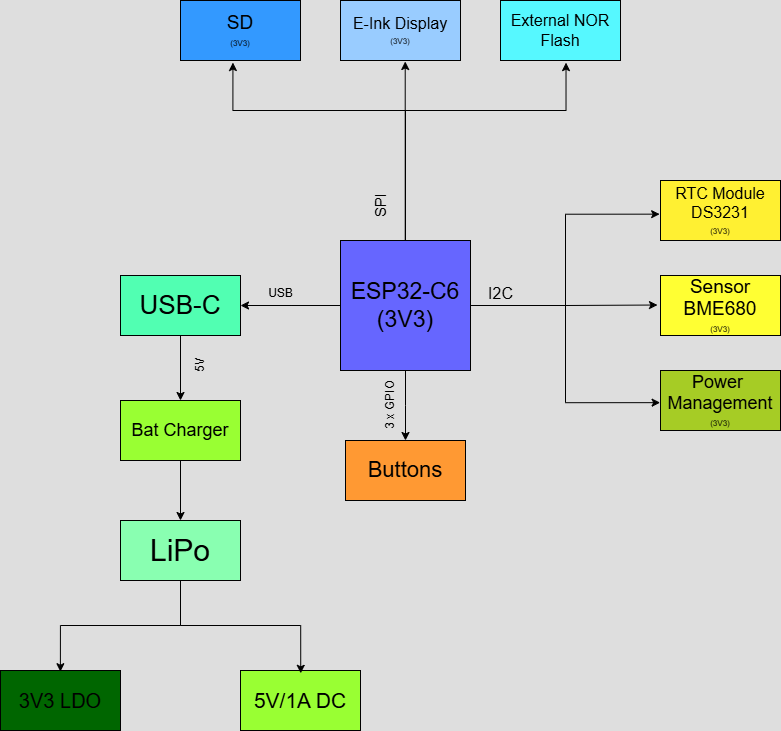 SD
(3V3)
E-Ink Display
(3V3)
External NOR
Flash
SPI
RTC Module
DS3231
(3V3)
ESP32-C6
(3V3)
I2C
Sensor
BME680
(3V3)
USB
USB-C
5V
Power
Management
(3V3)
3 x GPIO
Bat Charger
Buttons
LiPo
3V3 LDO
5V/1A DC